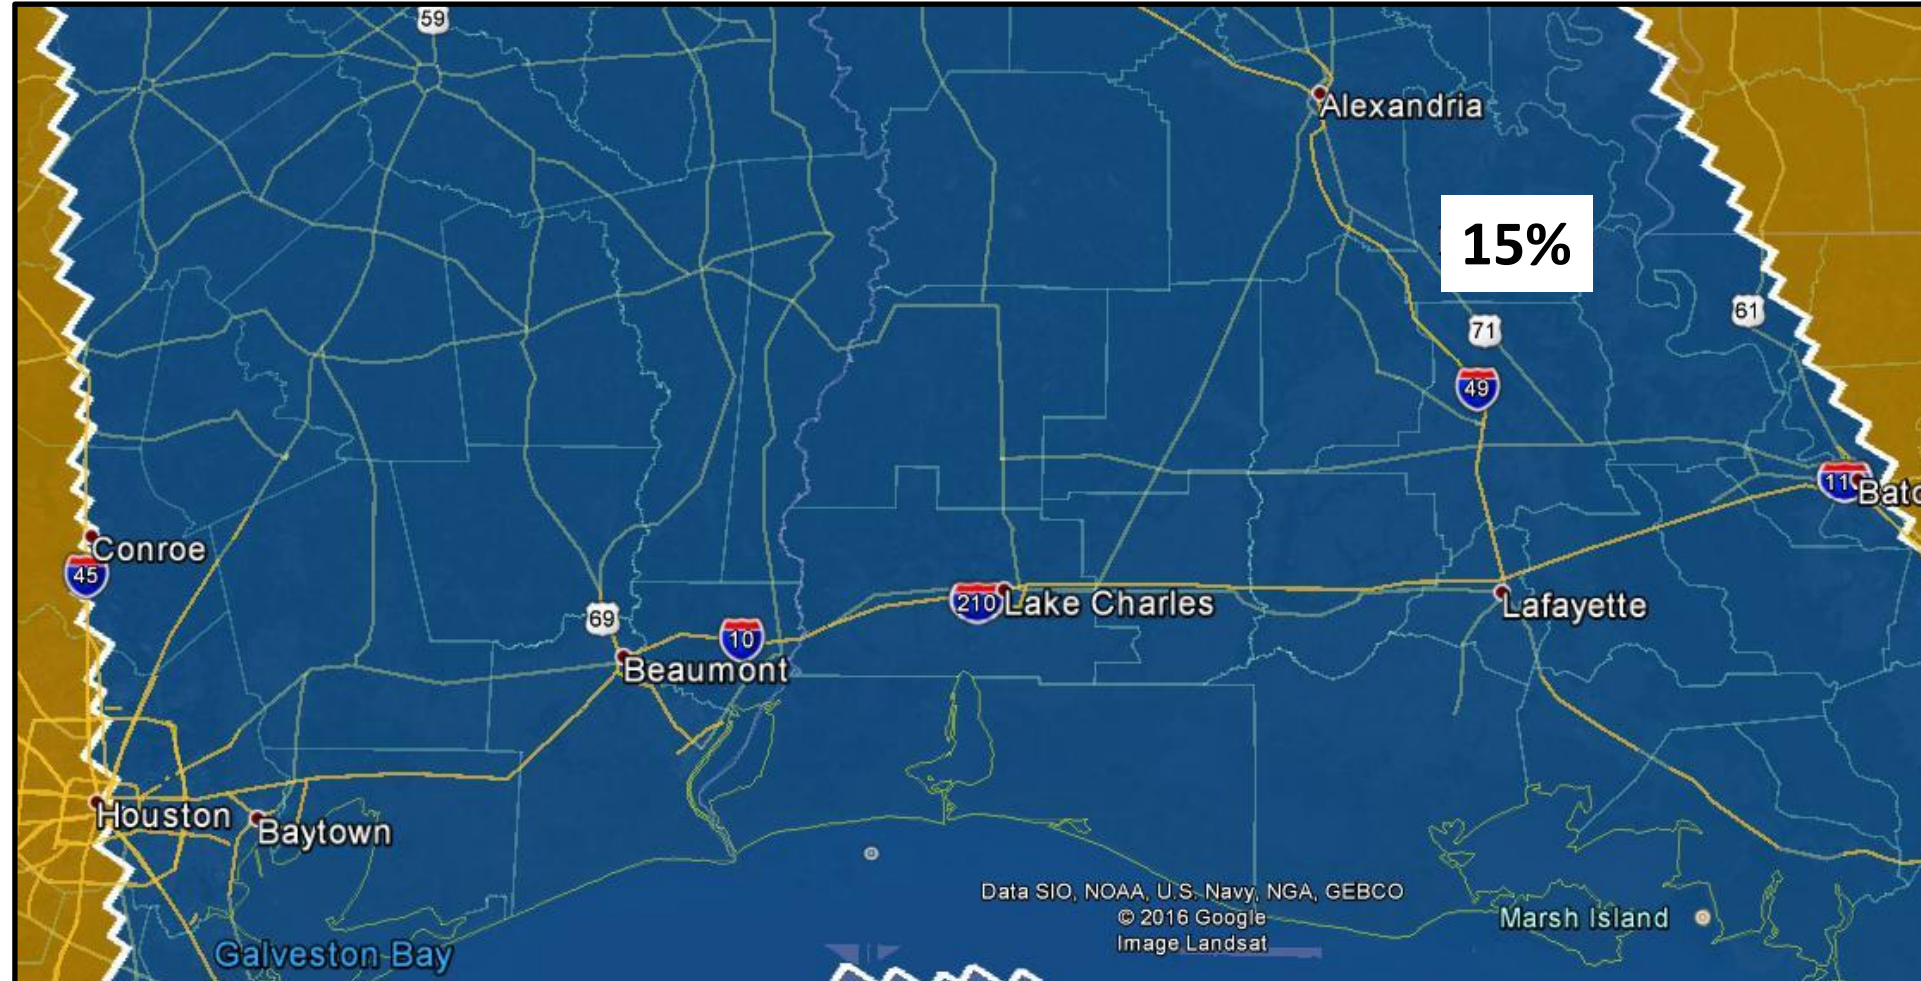 59
Alexandria
15%
61
71
49
11
Bato
Conroe
45
210
Lake Charles
Lafayette
69
10
Beaumont
Houston
Baytown
Data SIO, NOAA, U.S. Navy, NGA, GEBCO
© 2016 Google
Image Landsat
Marsh Island
Galveston Bay